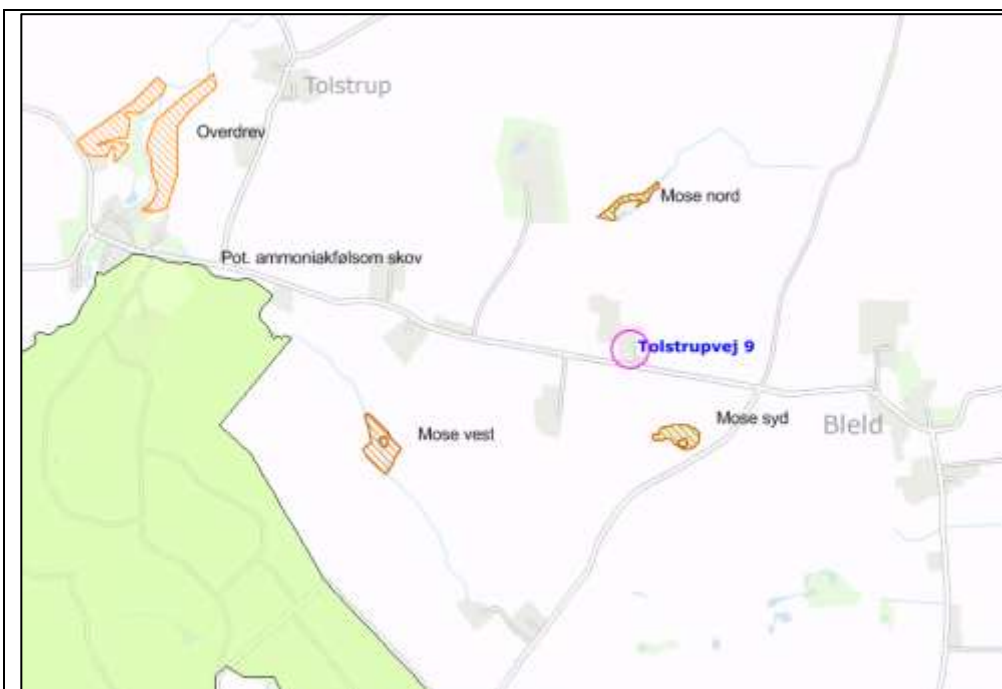 Tolstrup
Overdrev
Mose nord
Pot. ammoniakfølsom skov
Tolstrupvej 9
Mose syd
Bleld
Mose vest